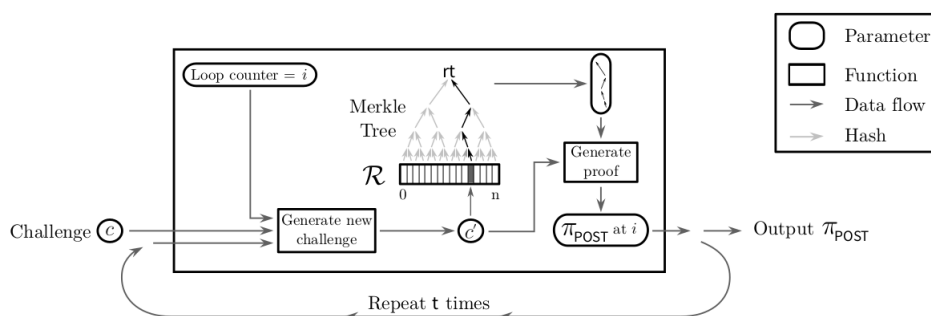 Parameter
Function
Data flow
Hash
Loop counter = i
rt
Merkle
Tree
R
0
n
Generate
proof
Challenge c
Generate new
challenge
c′
π_POST at i
Output π_POST
Repeat t times